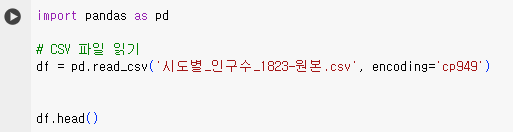 import pandas as pd
# CSV 파일 읽기
df = pd.read_csv('시도별_인구수_1823-원본.csv', encoding='cp949')
df.head()